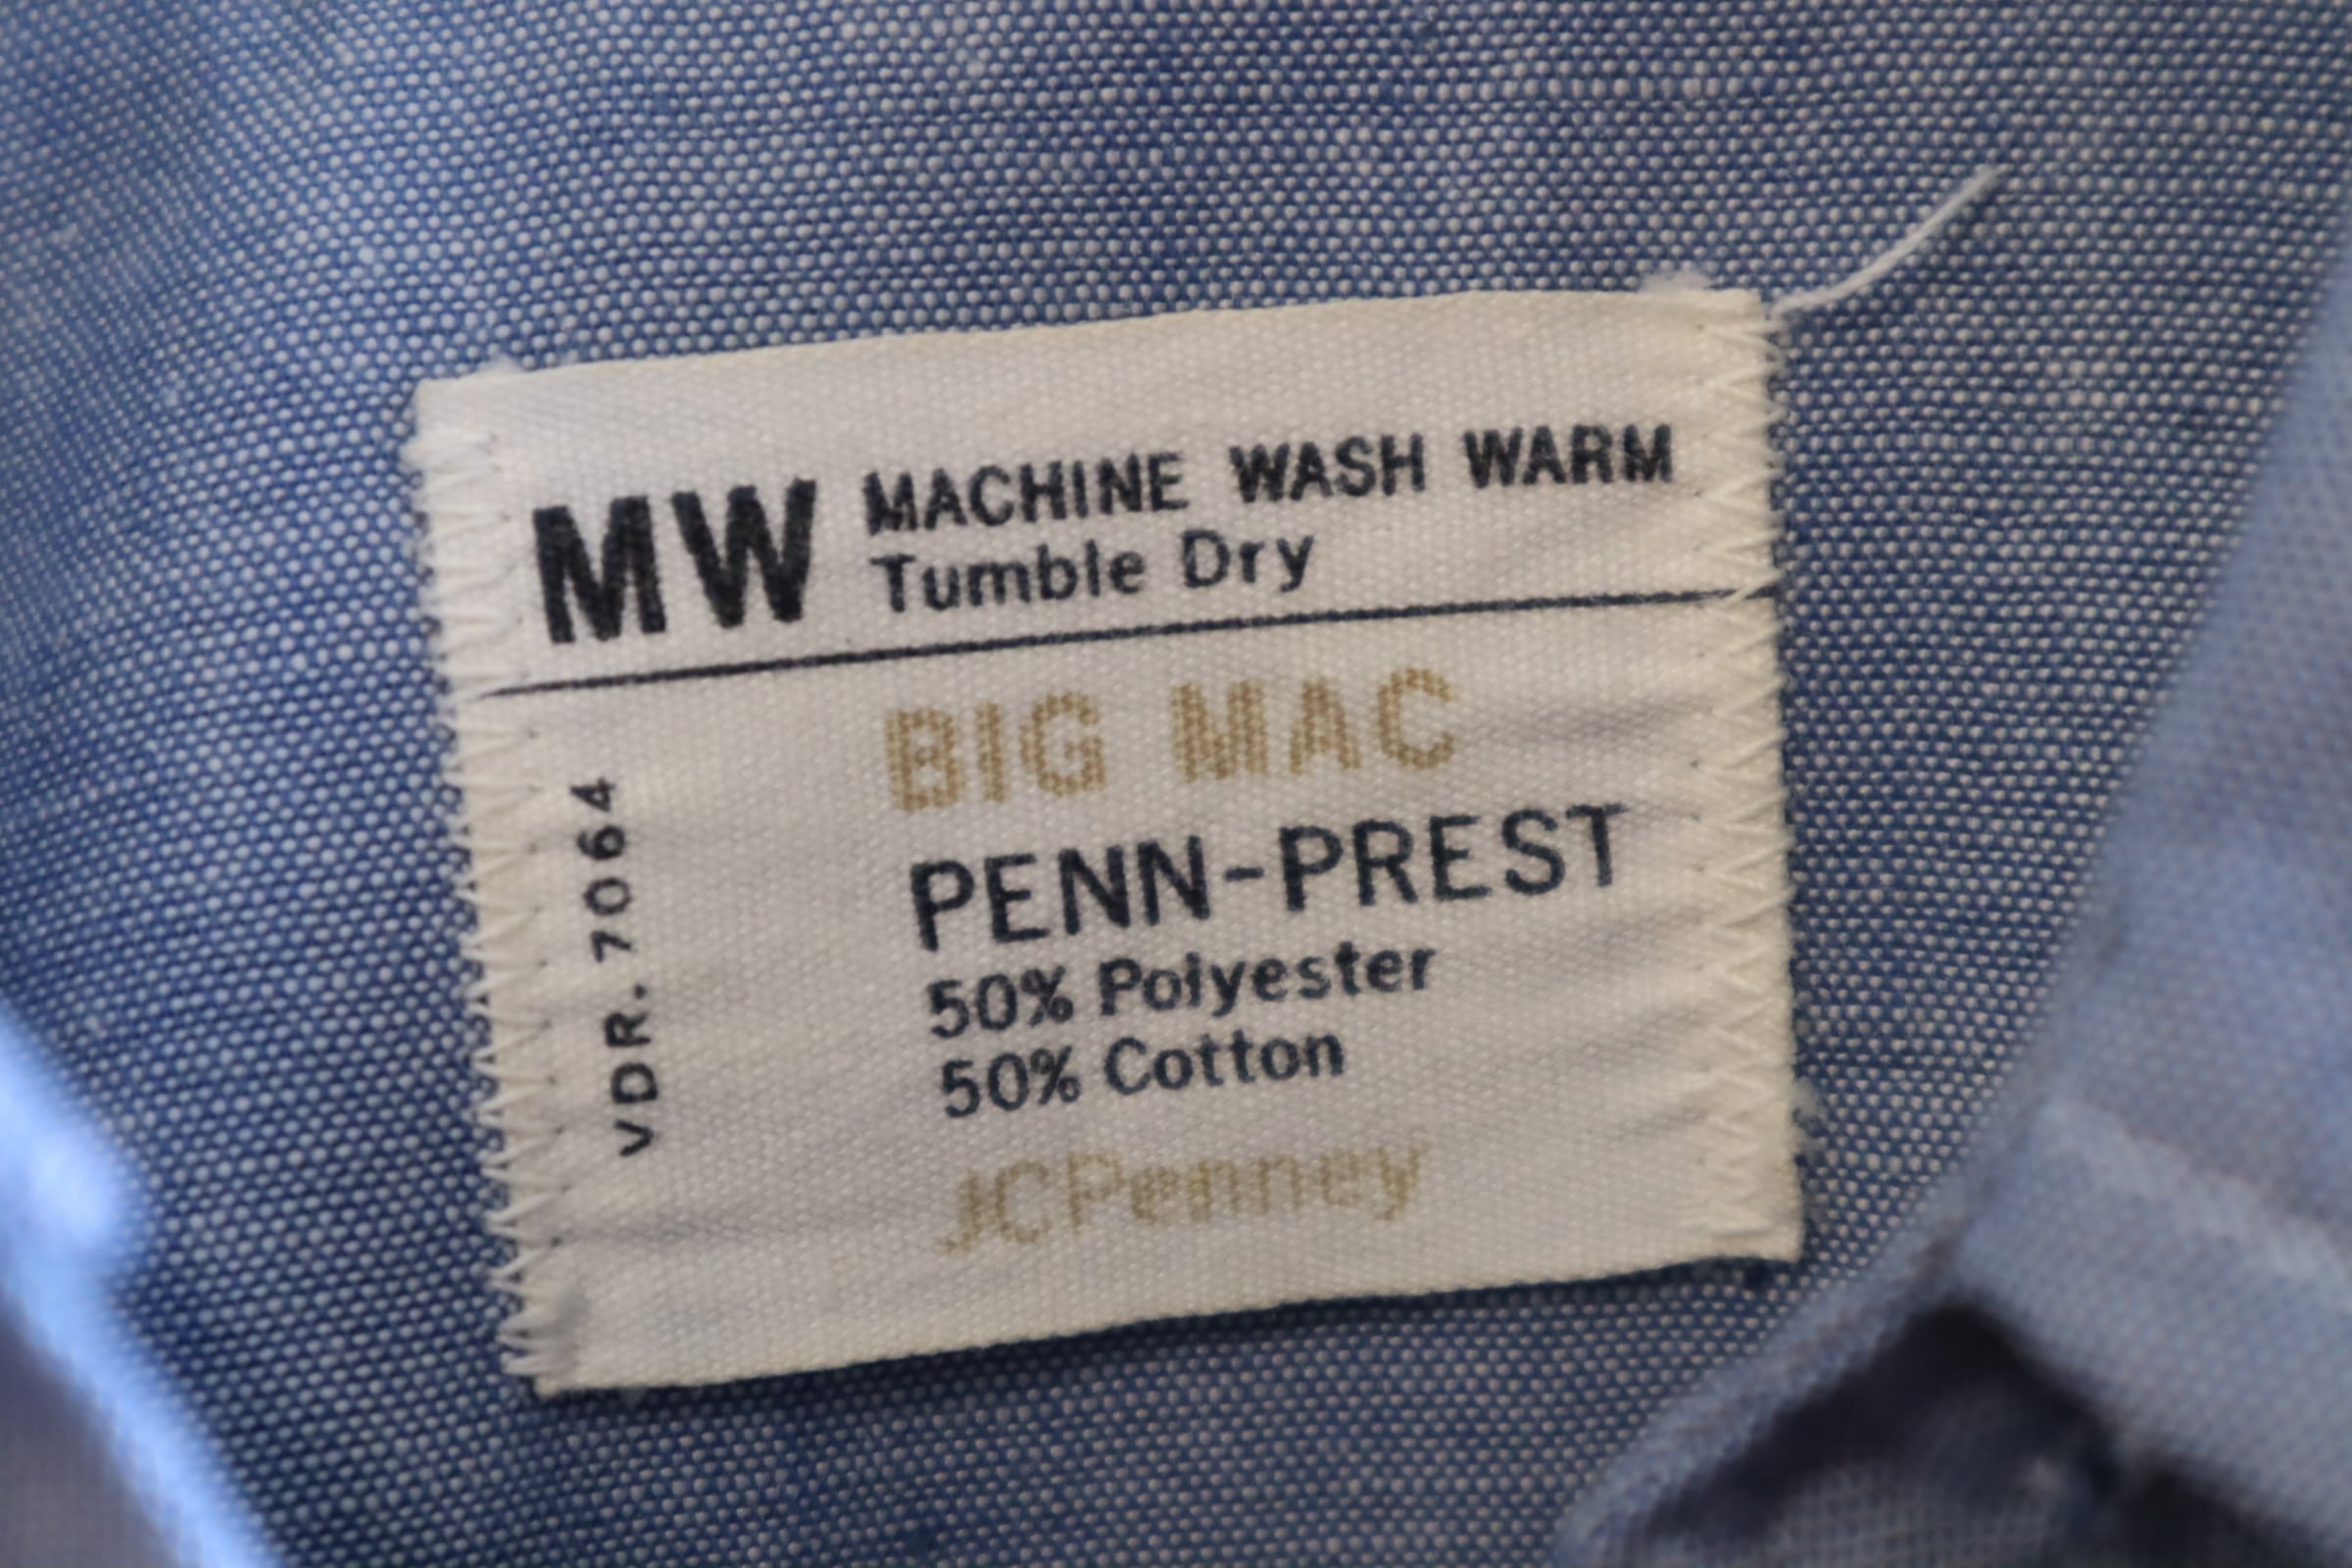 MW MACHINE WASH WARM
Tumble Dry
BIG MAC
PENN-PREST
50% Polyester
50% Cotton
JCPenney
VDR. 7064